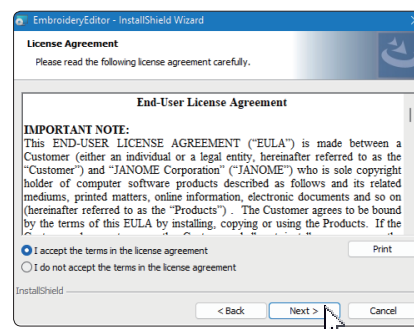 EmbroideryEditor - InstallShield Wizard
License Agreement
Please read the following license agreement carefully.
End-User License Agreement
IMPORTANT NOTE:
This END-USER LICENSE AGREEMENT ("EULA") is made between a
Customer (either an individual or a legal entity, hereinafter referred to as the
"Customer") and "JANOME Corporation" ("JANOME") who is sole copyright
holder of computer software products described as follows and its related
mediums, printed matters, online information, electronic documents and so on
(hereinafter referred to as the "Products") . The Customer agrees to be bound
by the terms of this EULA by installing, copying or using the Products. If the
I accept the terms in the license agreement
Print
I do not accept the terms in the license agreement
InstallShield
< Back
Next >
Cancel